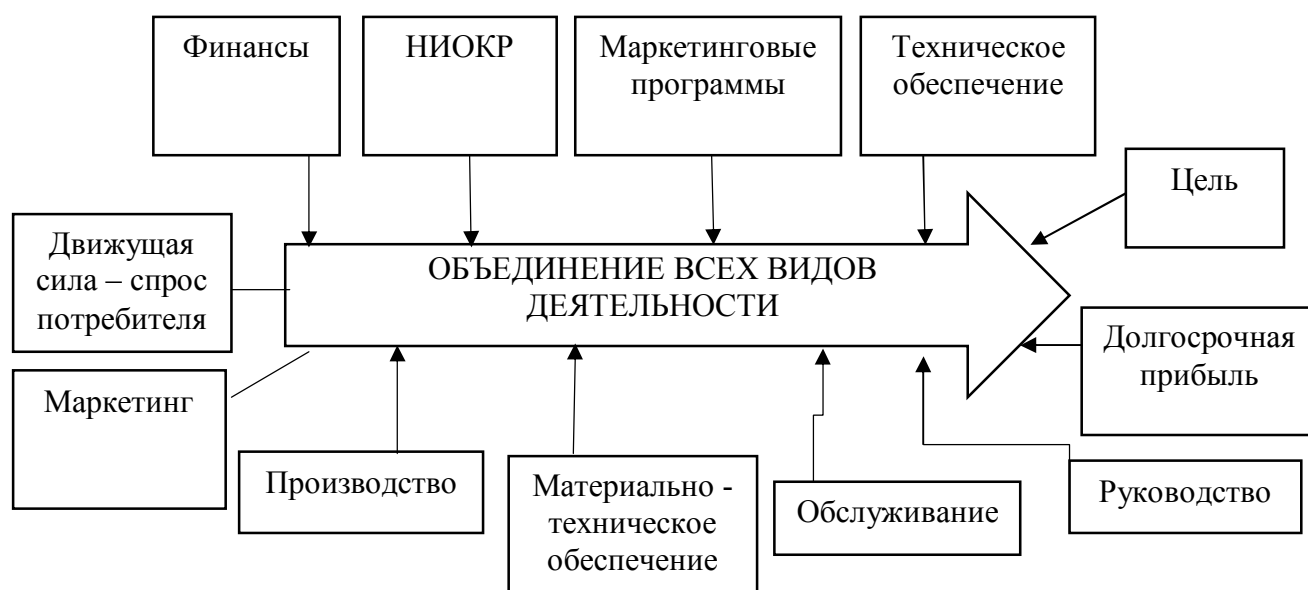 Финансы
НИОКР
Маркетинговые
программы
Техническое
обеспечение
Цель
Движущая
сила – спрос
потребителя
ОБЪЕДИНЕНИЕ ВСЕХ ВИДОВ
ДЕЯТЕЛЬНОСТИ
Долгосрочная
прибыль
Маркетинг
Производство
Материально -
техническое
обеспечение
Обслуживание
Руководство